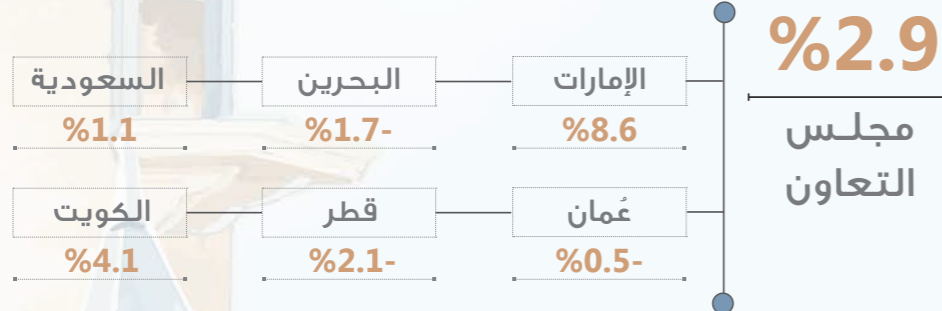 %2.9
مجلـس
التعاون
الإمارات
%8.6
البحرين
%1.7-
السعودية
%1.1
عُمان
%0.5-
قطر
%2.1-
الكويت
%4.1